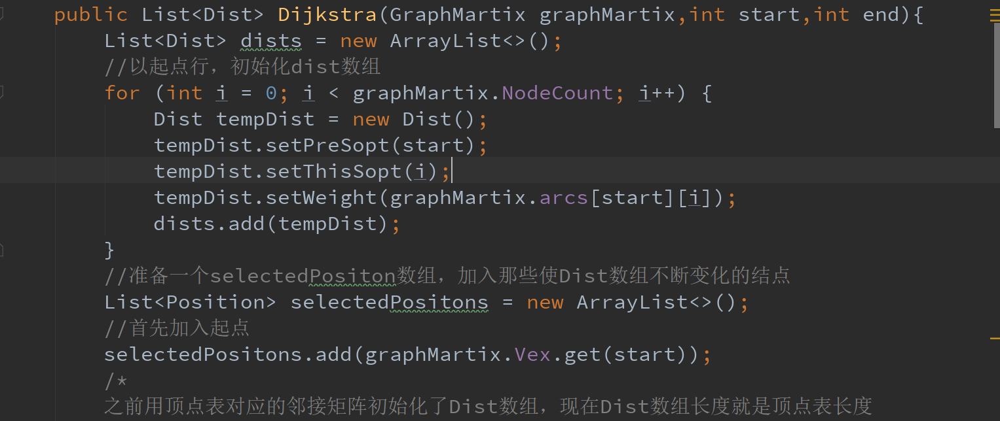 public List<Dist> Dijkstra(GraphMartix graphMartix,int start,int end){
List<Dist> dists = new ArrayList<>();
//以起点行，初始化dist数组
for (int i = 0; i < graphMartix.NodeCount; i++) {
Dist tempDist = new Dist();
tempDist.setPreSopt(start);
tempDist.setThisSopt(i);
tempDist.setWeight(graphMartix.arcs[start][i]);
dists.add(tempDist);
}
//准备一个selectedPositon数组，加入那些使Dist数组不断变化的结点
List<Position> selectedPositons = new ArrayList<>();
//首先加入起点
selectedPositons.add(graphMartix.Vex.get(start));
/*
之前用顶点表对应的邻接矩阵初始化了Dist数组，现在Dist数组长度就是顶点表长度